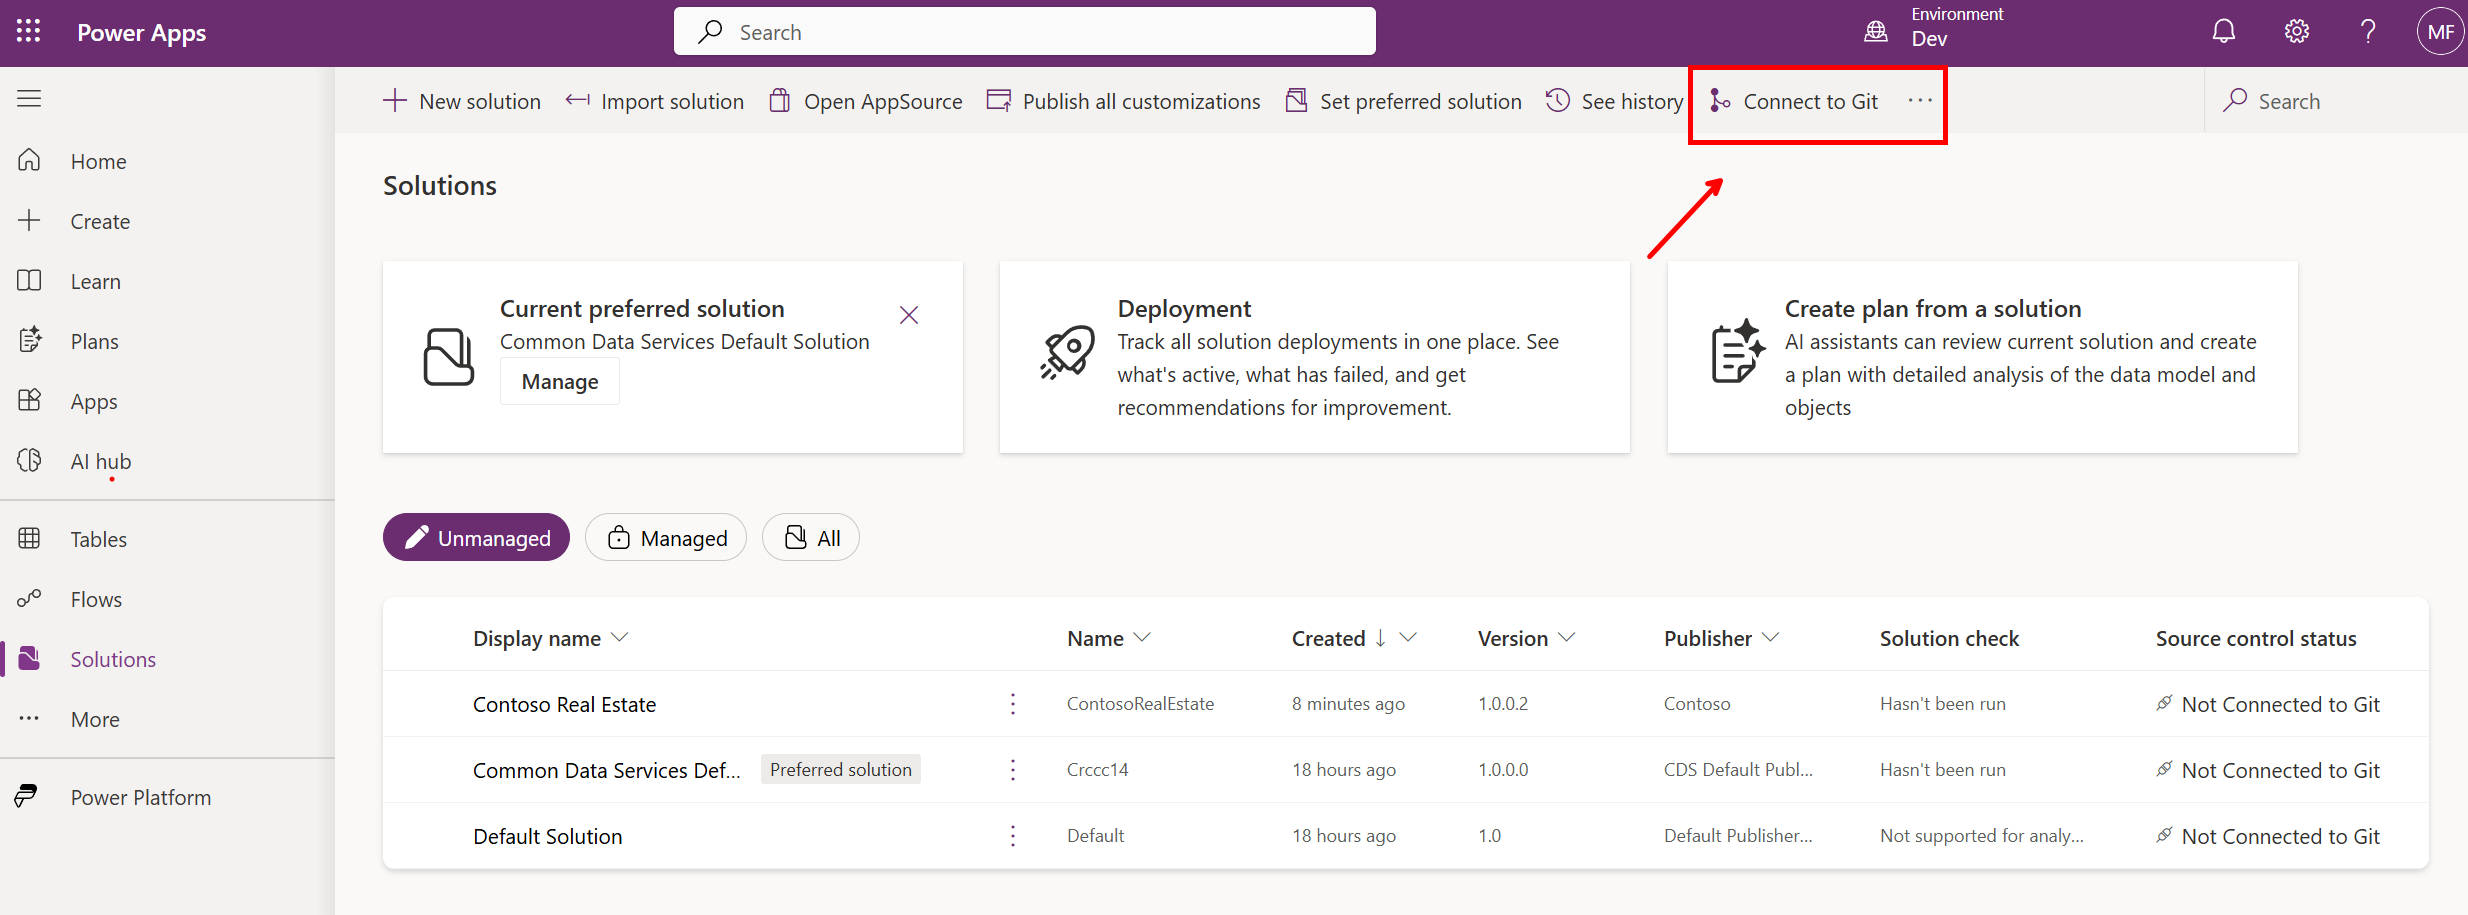 Power Apps
Search
Environment
Dev
MF
New solution
Import solution
Open AppSource
Publish all customizations
Set preferred solution
See history
Connect to Git
Search
Home
Create
Learn
Plans
Apps
AI hub
Tables
Flows
Solutions
More
Power Platform
Solutions
Current preferred solution
Common Data Services Default Solution
Manage
Deployment
Track all solution deployments in one place. See
what's active, what has failed, and get
recommendations for improvement.
Create plan from a solution
AI assistants can review current solution and create
a plan with detailed analysis of the data model and
objects
Unmanaged
Managed
All
Display name Name Created Version Publisher Solution check Source control status
Contoso Real Estate ContosoRealEstate 8 minutes ago 1.0.0.2 Contoso Hasn't been run Not Connected to Git
Common Data Services Def... Preferred solution Crccc14 18 hours ago 1.0.0.0 CDS Default Publ... Hasn't been run Not Connected to Git
Default Solution Default 18 hours ago 1.0 Default Publisher... Not supported for analy... Not Connected to Git